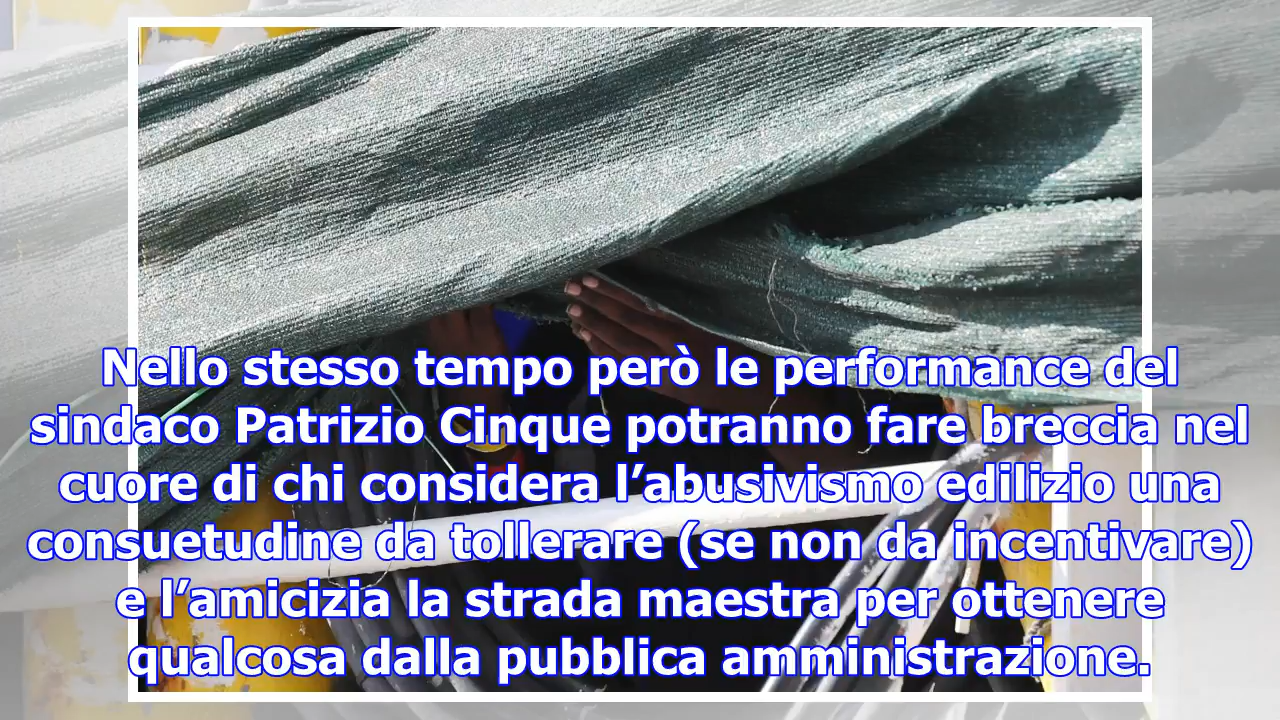 Nello stesso tempo però le performance del
sindaco Patrizio Cinque potranno fare breccia nel
cuore di chi considera l’abusivismo edilizio una
consuetudine da tollerare (se non da incentivare)
e l’amicizia la strada maestra per ottenere
qualcosa dalla pubblica amministrazione.